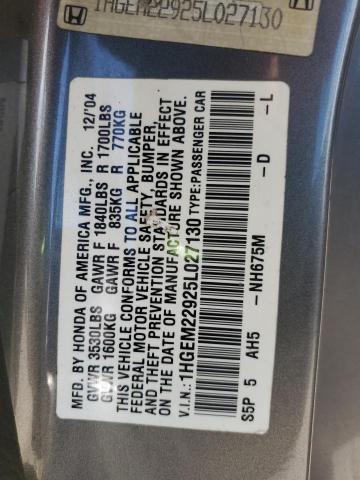 1HGEM22925L027130
MFD. BY HONDA OF AMERICA MFG., INC. 12/'04
GVWR 3530LBS GAWR F 1840LBS R 1700LBS
GVWR 1600KG GAWR F 835KG R 770KG
THIS VEHICLE CONFORMS TO ALL APPLICABLE
FEDERAL MOTOR VEHICLE SAFETY, BUMPER,
AND THEFT PREVENTION STANDARDS IN EFFECT
ON THE DATE OF MANUFACTURE SHOWN ABOVE.
V.I.N.: 1HGEM22925L027130 TYPE: PASSENGER CAR
S5P 5 AH5 -NH675M -D -L